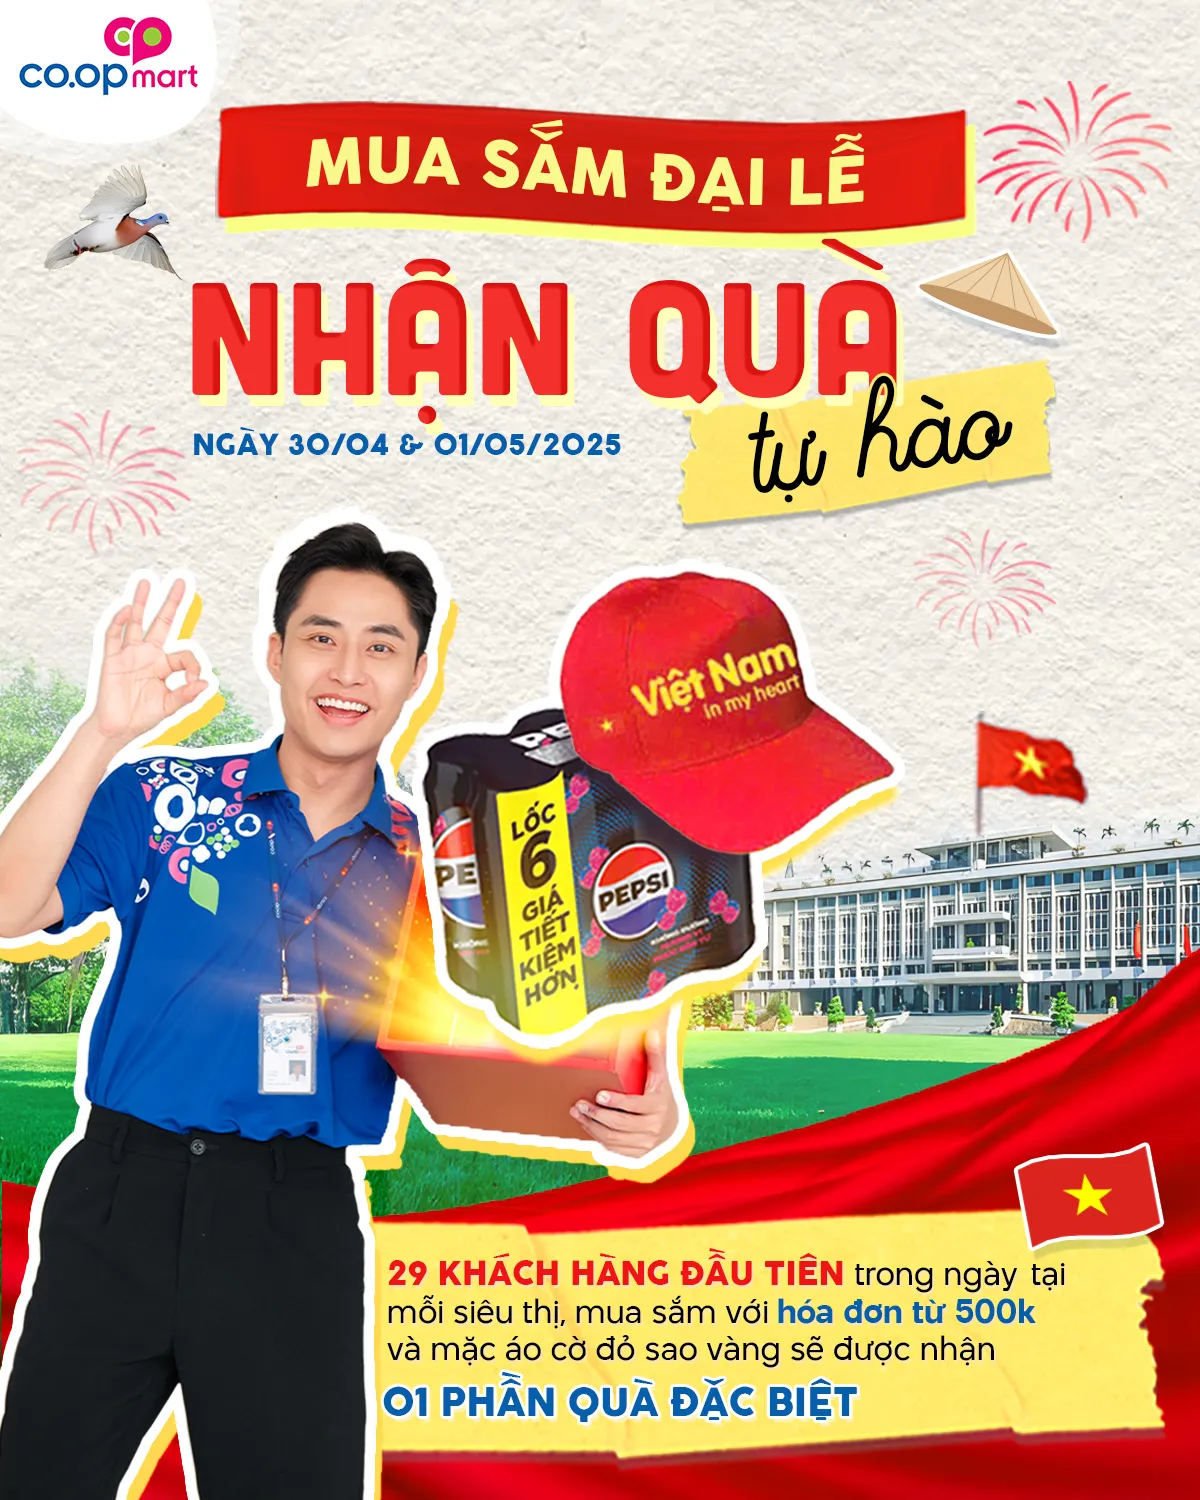 co.opmart
MUA SẮM ĐẠI LỄ
NHẬN QUÀ
tự hào
NGÀY 30/04 & 01/05/2025
Việt Nam
in my heart
LỐC
6
GIÁ
TIẾT
KIỆM
HƠN
PEPSI
29 KHÁCH HÀNG ĐẦU TIÊN trong ngày tại
mỗi siêu thị, mua sắm với hóa đơn từ 500k
và mặc áo cờ đỏ sao vàng sẽ được nhận
01 PHẦN QUÀ ĐẶC BIỆT